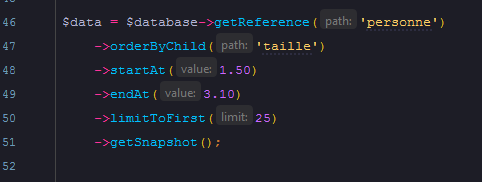 46 $data = $database->getReference( path: 'personne')
47 ->orderByChild( path: 'taille')
48 ->startAt( value: 1.50)
49 ->endAt( value: 3.10)
50 ->limitToFirst( limit: 25)
51 ->getSnapshot();
52